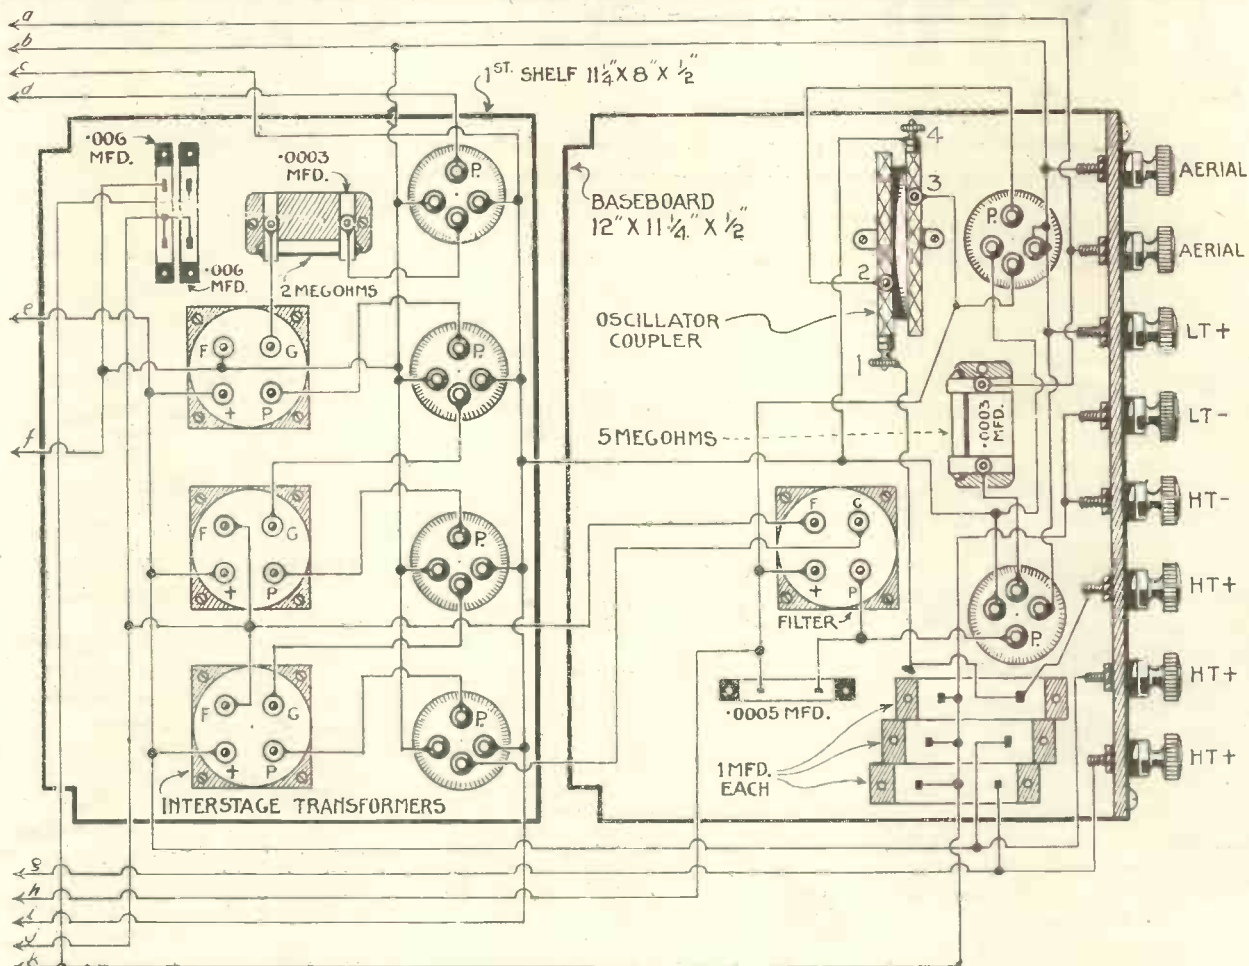 a
b
c
d
1ST. SHELF 11¼" X 8" X ½"
.006
MFD.
.0003
MFD.
P.
.006
MFD.
2 MEGOHMS
e
F
G
+
P
P.
f
F
G
+
P
P.
F
G
+
P
P.
INTERSTAGE TRANSFORMERS
BASEBOARD
12" X 11¼" X ½"
4
3
2
1
P.
OSCILLATOR
COUPLER
5 MEGOHMS
.0003
MFD.
F
G
+
P
FILTER
P.
.0005 MFD.
1 MFD.
EACH
AERIAL
AERIAL
LT+
LT-
HT-
HT+
HT+
HT+
g
h
i
j
k